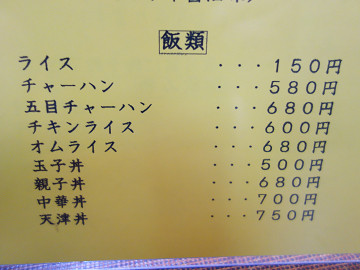 飯類
ライス ・・・150円
チャーハン ・・・580円
五目チャーハン ・・・680円
チキンライス ・・・600円
オムライス ・・・680円
玉子丼 ・・・500円
親子丼 ・・・680円
中華丼 ・・・700円
天津丼 ・・・750円